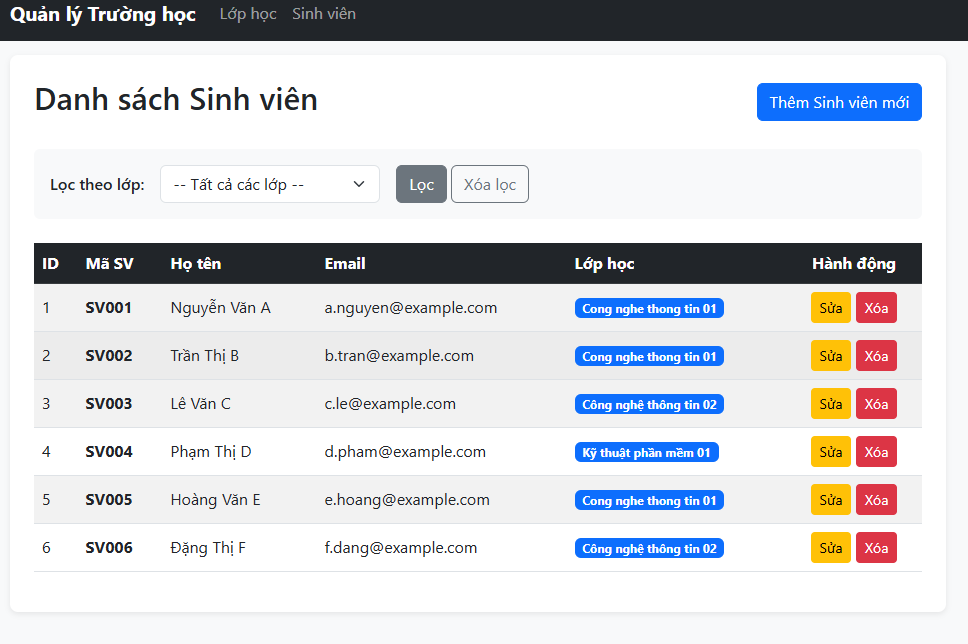 Quản lý Trường học Lớp học Sinh viên
Danh sách Sinh viên Thêm Sinh viên mới
Lọc theo lớp: -- Tất cả các lớp -- Lọc Xóa lọc
ID Mã SV Họ tên Email Lớp học Hành động
1 SV001 Nguyễn Văn A a.nguyen@example.com Cong nghe thong tin 01 Sửa Xóa
2 SV002 Trần Thị B b.tran@example.com Cong nghe thong tin 01 Sửa Xóa
3 SV003 Lê Văn C c.le@example.com Công nghệ thông tin 02 Sửa Xóa
4 SV004 Phạm Thị D d.pham@example.com Kỹ thuật phần mềm 01 Sửa Xóa
5 SV005 Hoàng Văn E e.hoang@example.com Cong nghe thong tin 01 Sửa Xóa
6 SV006 Đặng Thị F f.dang@example.com Công nghệ thông tin 02 Sửa Xóa